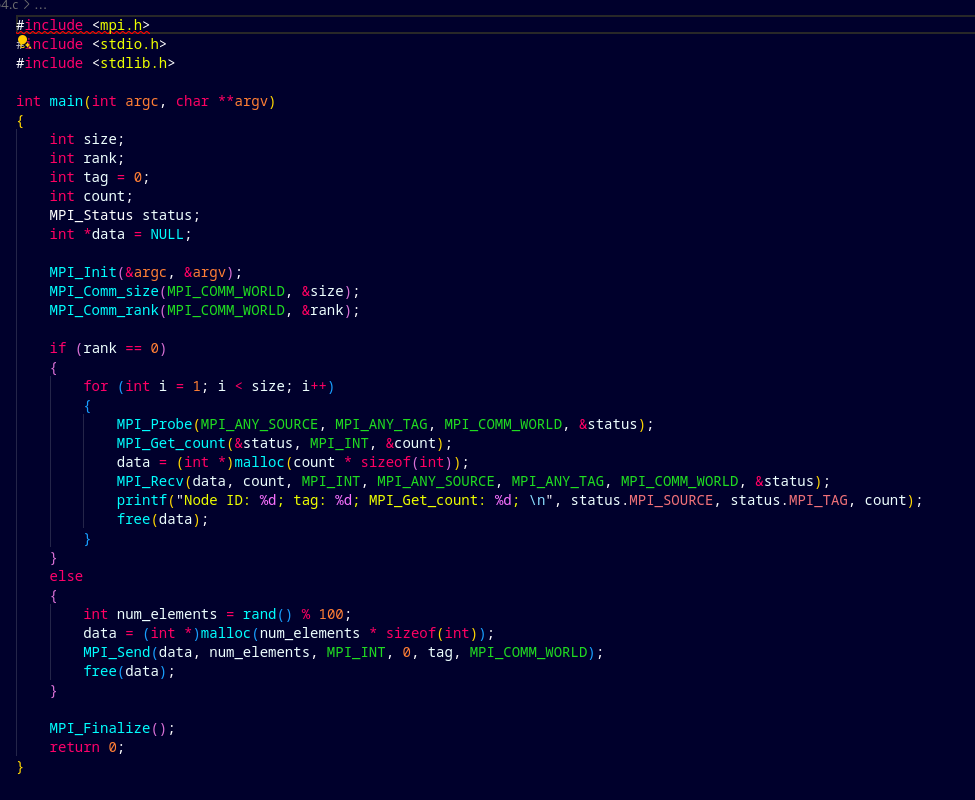 4.c > ...
#include <mpi.h>
#include <stdio.h>
#include <stdlib.h>
int main(int argc, char **argv)
{
    int size;
    int rank;
    int tag = 0;
    int count;
    MPI_Status status;
    int *data = NULL;
    MPI_Init(&argc, &argv);
    MPI_Comm_size(MPI_COMM_WORLD, &size);
    MPI_Comm_rank(MPI_COMM_WORLD, &rank);
    if (rank == 0)
    {
        for (int i = 1; i < size; i++)
        {
            MPI_Probe(MPI_ANY_SOURCE, MPI_ANY_TAG, MPI_COMM_WORLD, &status);
            MPI_Get_count(&status, MPI_INT, &count);
            data = (int *)malloc(count * sizeof(int));
            MPI_Recv(data, count, MPI_INT, MPI_ANY_SOURCE, MPI_ANY_TAG, MPI_COMM_WORLD, &status);
            printf("Node ID: %d; tag: %d; MPI_Get_count: %d; \n", status.MPI_SOURCE, status.MPI_TAG, count);
            free(data);
        }
    }
    else
    {
        int num_elements = rand() % 100;
        data = (int *)malloc(num_elements * sizeof(int));
        MPI_Send(data, num_elements, MPI_INT, 0, tag, MPI_COMM_WORLD);
        free(data);
    }
    MPI_Finalize();
    return 0;
}